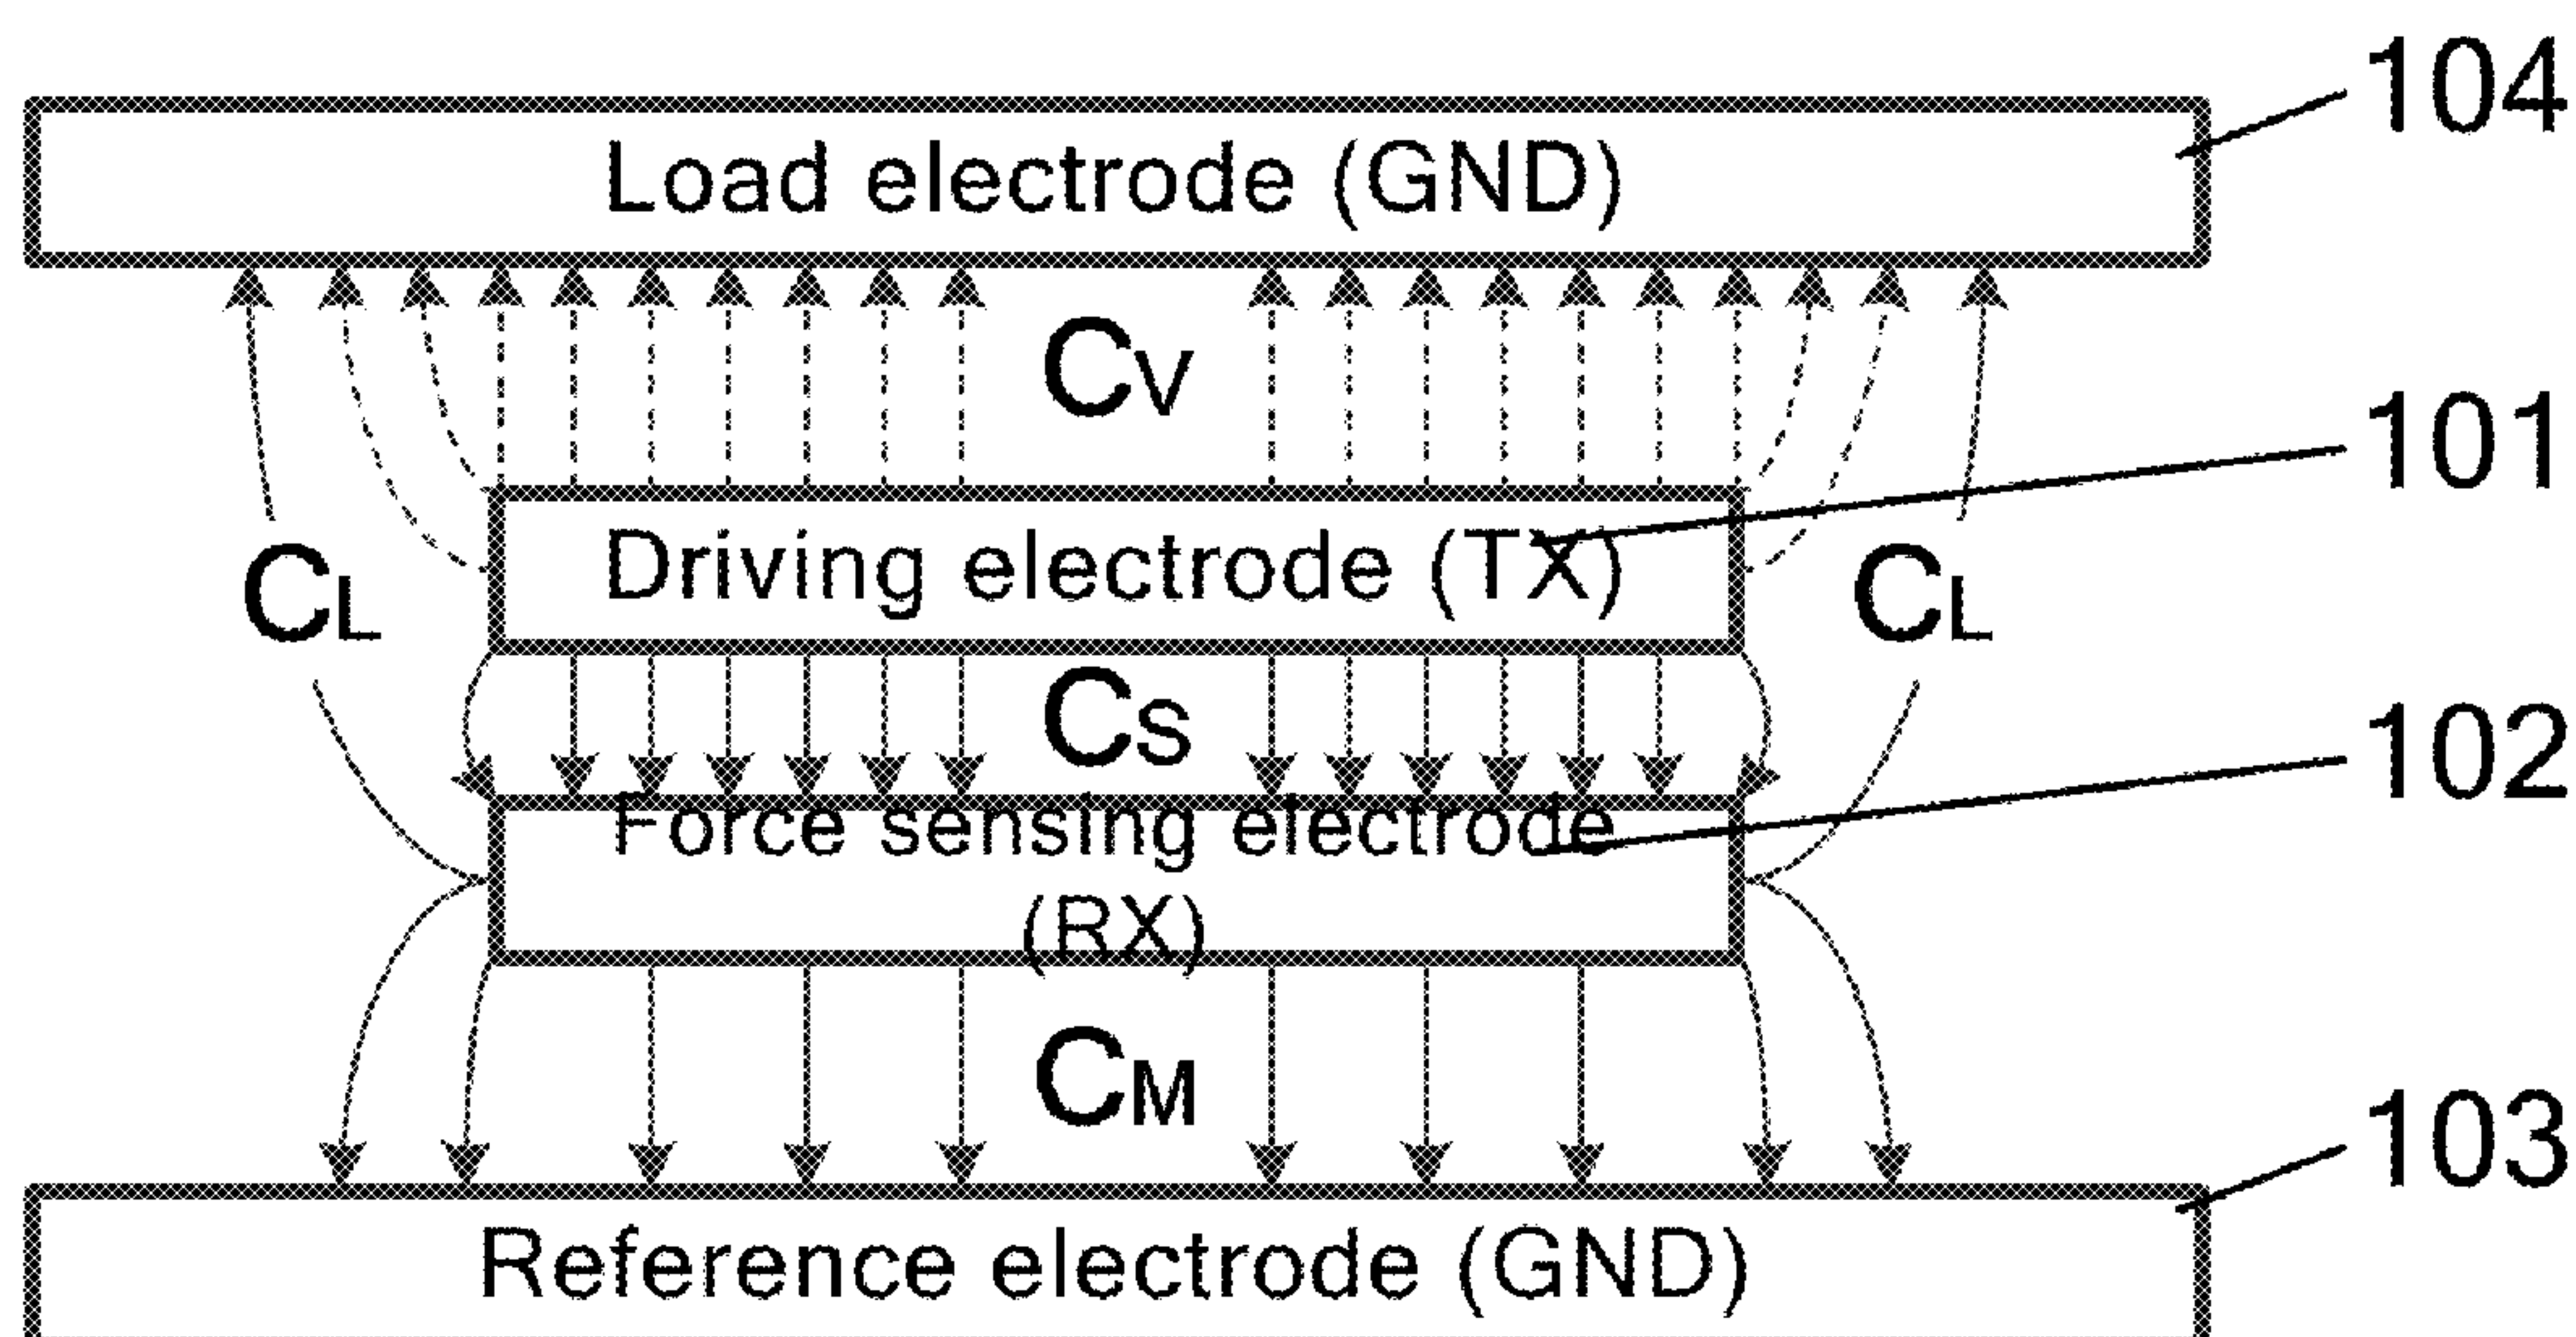 104
Load electrode (GND)
CV
101
Driving electrode (TX)
CL
CL
CS
102
Force sensing electrode
(RX)
CM
103
Reference electrode (GND)